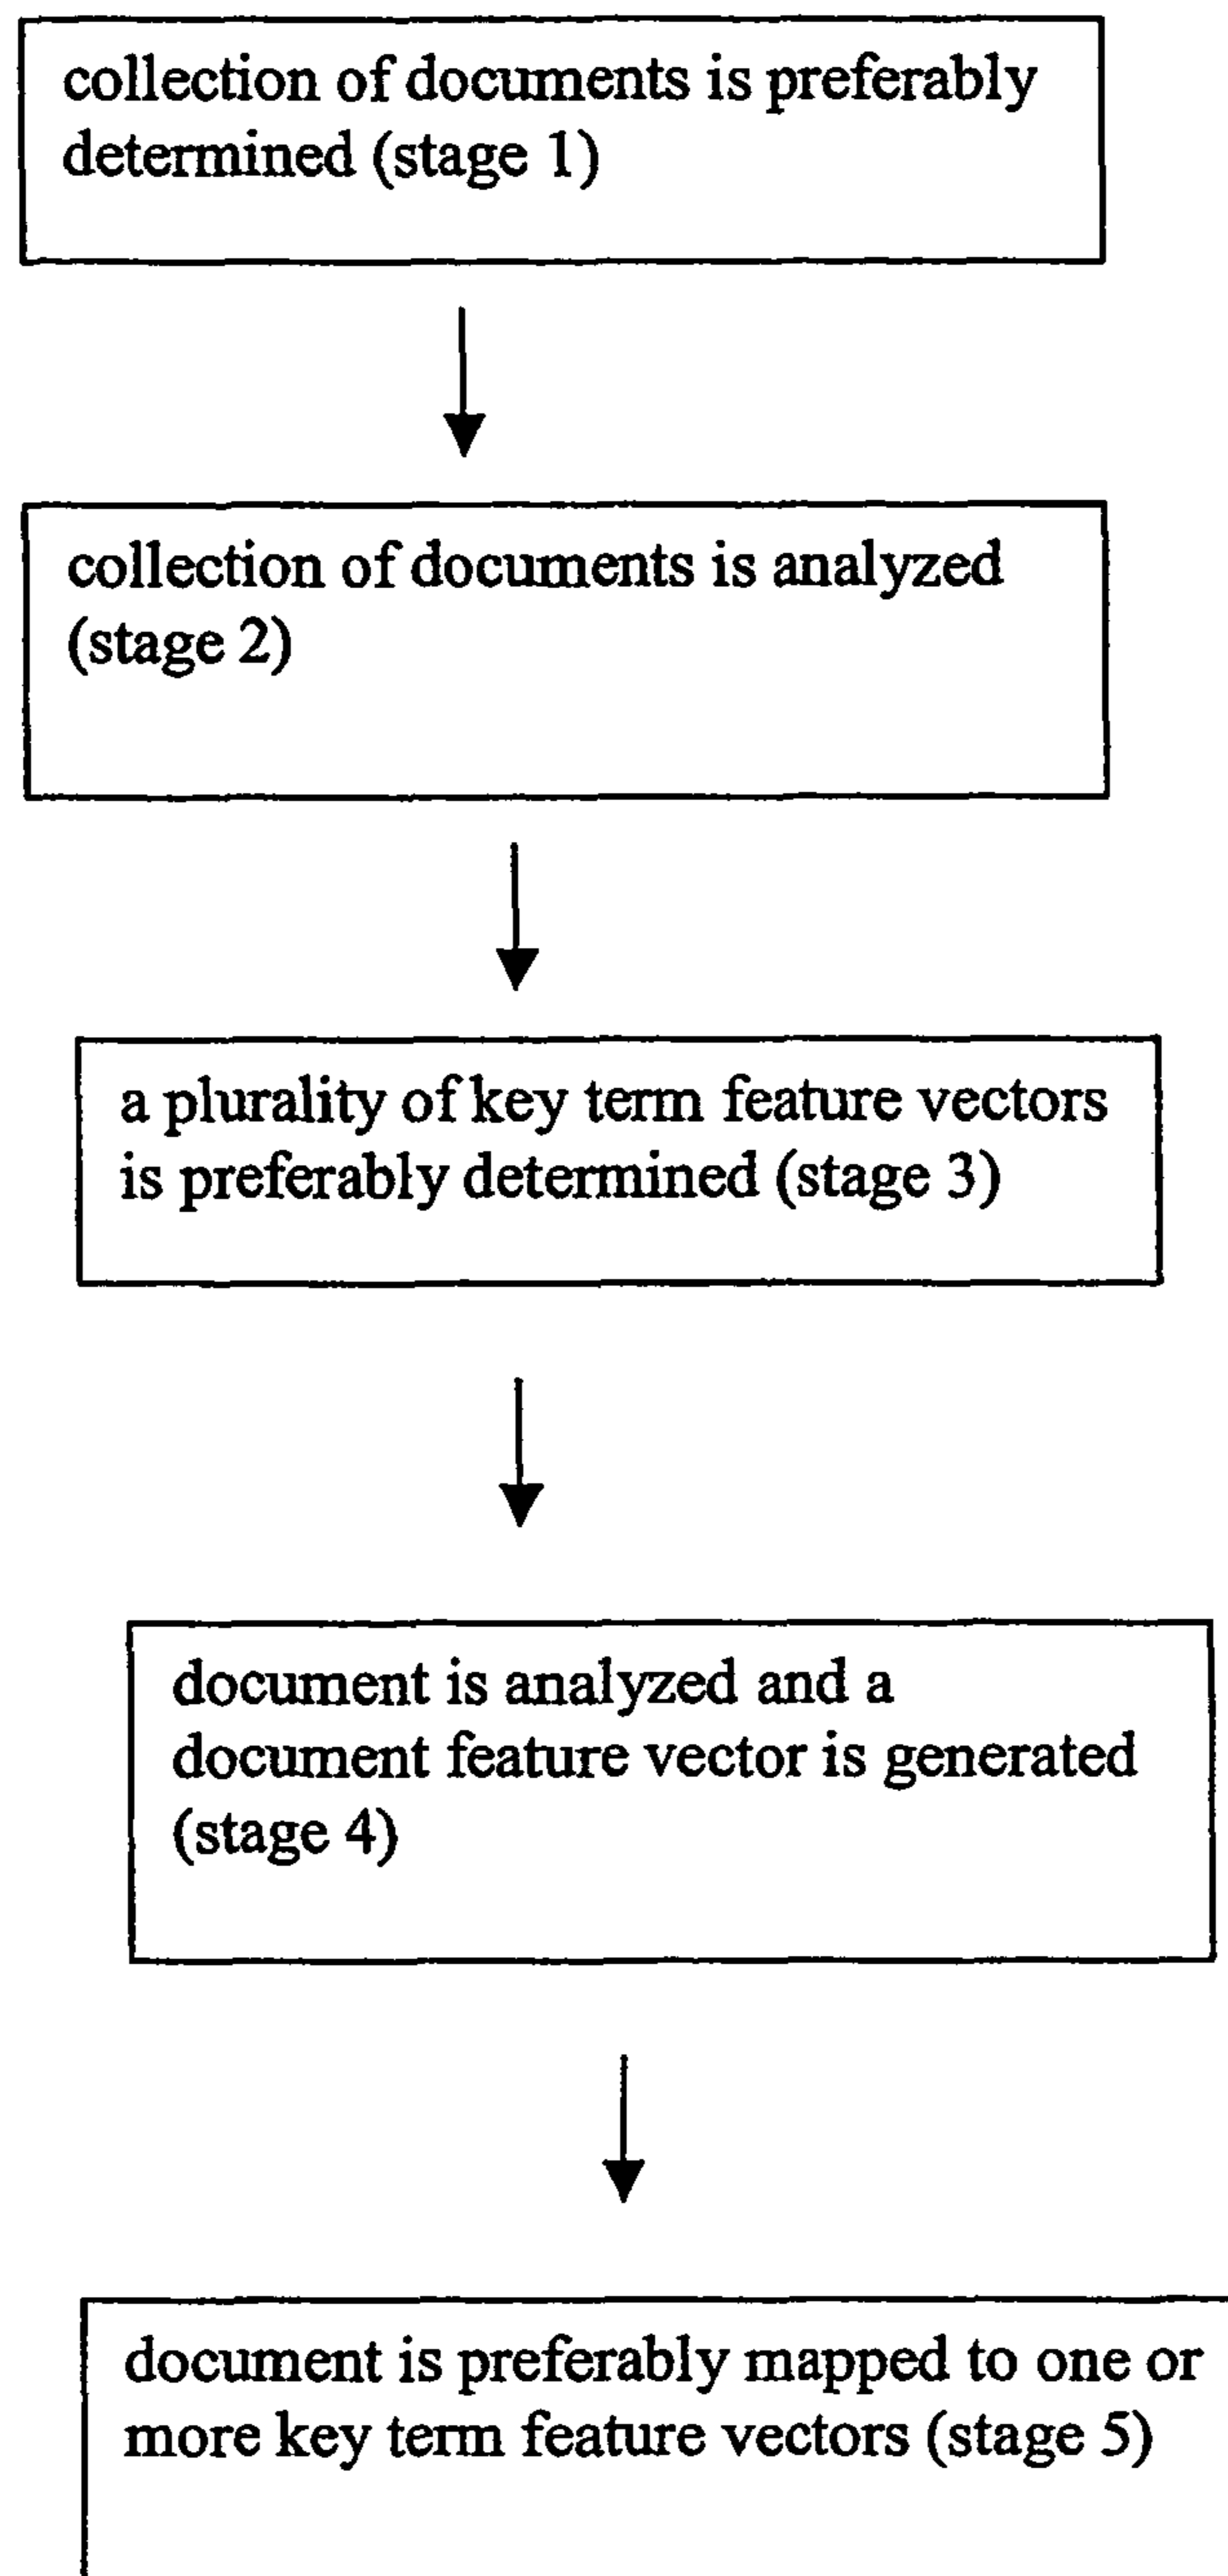 collection of documents is preferably
determined (stage 1)
collection of documents is analyzed
(stage 2)
a plurality of key term feature vectors
is preferably determined (stage 3)
document is analyzed and a
document feature vector is generated
(stage 4)
document is preferably mapped to one or
more key term feature vectors (stage 5)